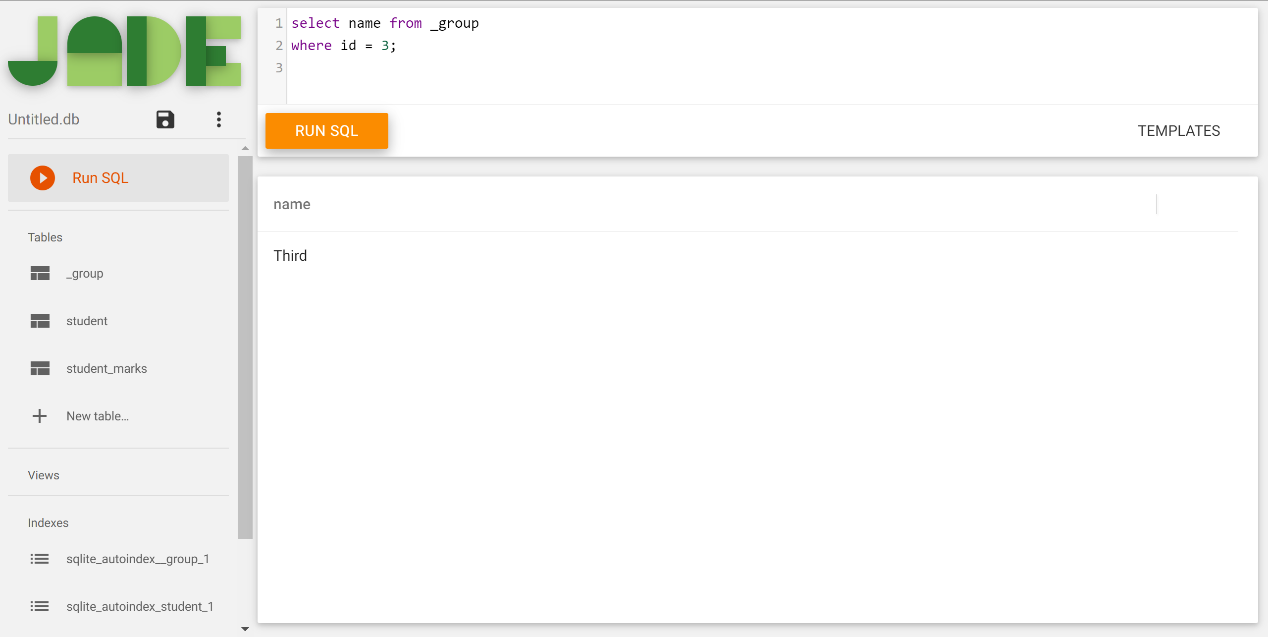 JADE
Untitled.db
Run SQL
Tables
_group
student
student_marks
New table...
Views
Indexes
sqlite_autoindex__group_1
sqlite_autoindex_student_1
1 select name from _group
2 where id = 3;
3
RUN SQL
TEMPLATES
name
Third